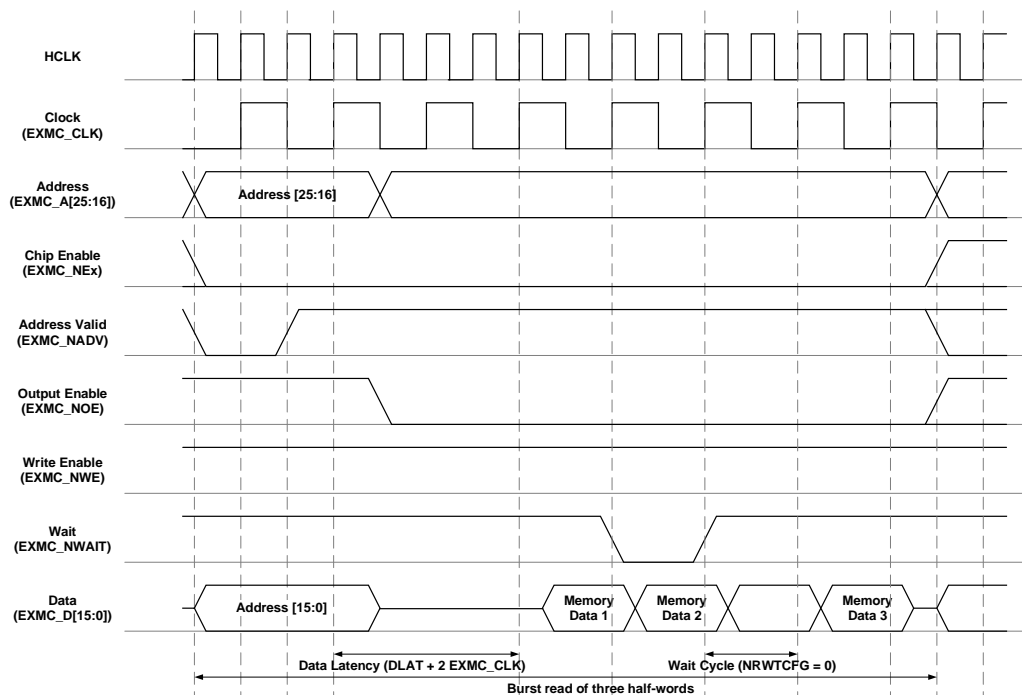 HCLK
Clock
(EXMC_CLK)
Address
(EXMC_A[25:16])
Address [25:16]
Chip Enable
(EXMC_NEx)
Address Valid
(EXMC_NADV)
Output Enable
(EXMC_NOE)
Write Enable
(EXMC_NWE)
Wait
(EXMC_NWAIT)
Data
(EXMC_D[15:0])
Address [15:0]
Memory
Data 1
Memory
Data 2
Memory
Data 3
Data Latency (DLAT + 2 EXMC_CLK)
Wait Cycle (NRWTCFG = 0)
Burst read of three half-words